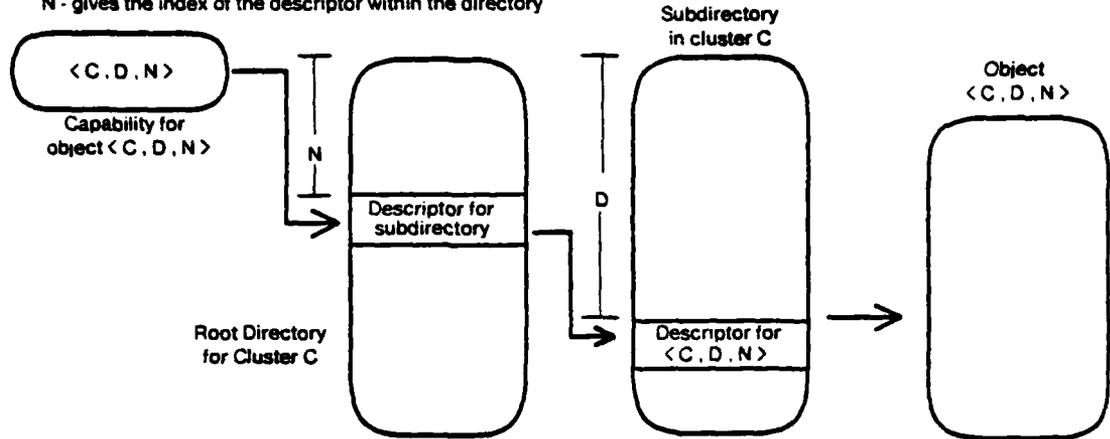 N - gives the index of the descriptor within the directory
<C,D,N>
Capability for
object <C,D,N>
N
Descriptor for
subdirectory
Root Directory
for Cluster C
Subdirectory
in cluster C
D
Descriptor for
<C,D,N>
Object
<C,D,N>